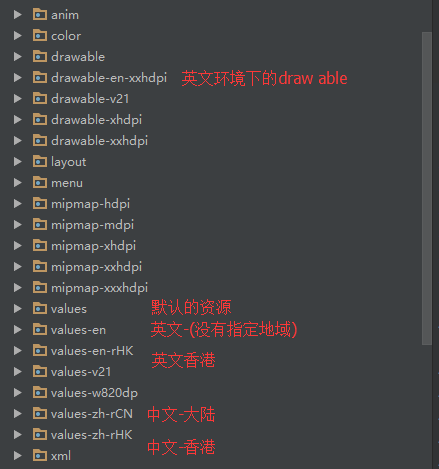 anim
color
drawable
drawable-en-xxhdpi 英文环境下的draw able
drawable-v21
drawable-xhdpi
drawable-xxhdpi
layout
menu
mipmap-hdpi
mipmap-mdpi
mipmap-xhdpi
mipmap-xxhdpi
mipmap-xxxhdpi
values 默认的资源
values-en 英文-(没有指定地域)
values-en-rHK 英文香港
values-v21
values-w820dp
values-zh-rCN 中文-大陆
values-zh-rHK 中文-香港
xml